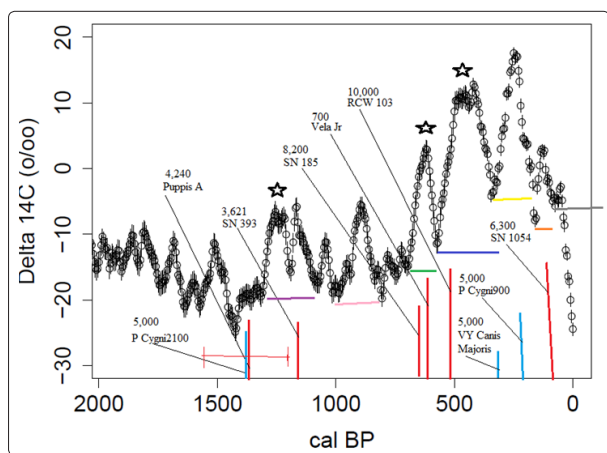 Delta 14C (o/oo)
20
10
0
−10
−20
−30
10,000
RCW 103
700
Vela Jr
8,200
SN 185
4,240
Puppis A
3,621
SN 393
5,000
P Cygni2100
6,300
SN 1054
5,000
P Cygni900
5,000
VY Canis
Majoris
2000
1500
1000
500
0
cal BP